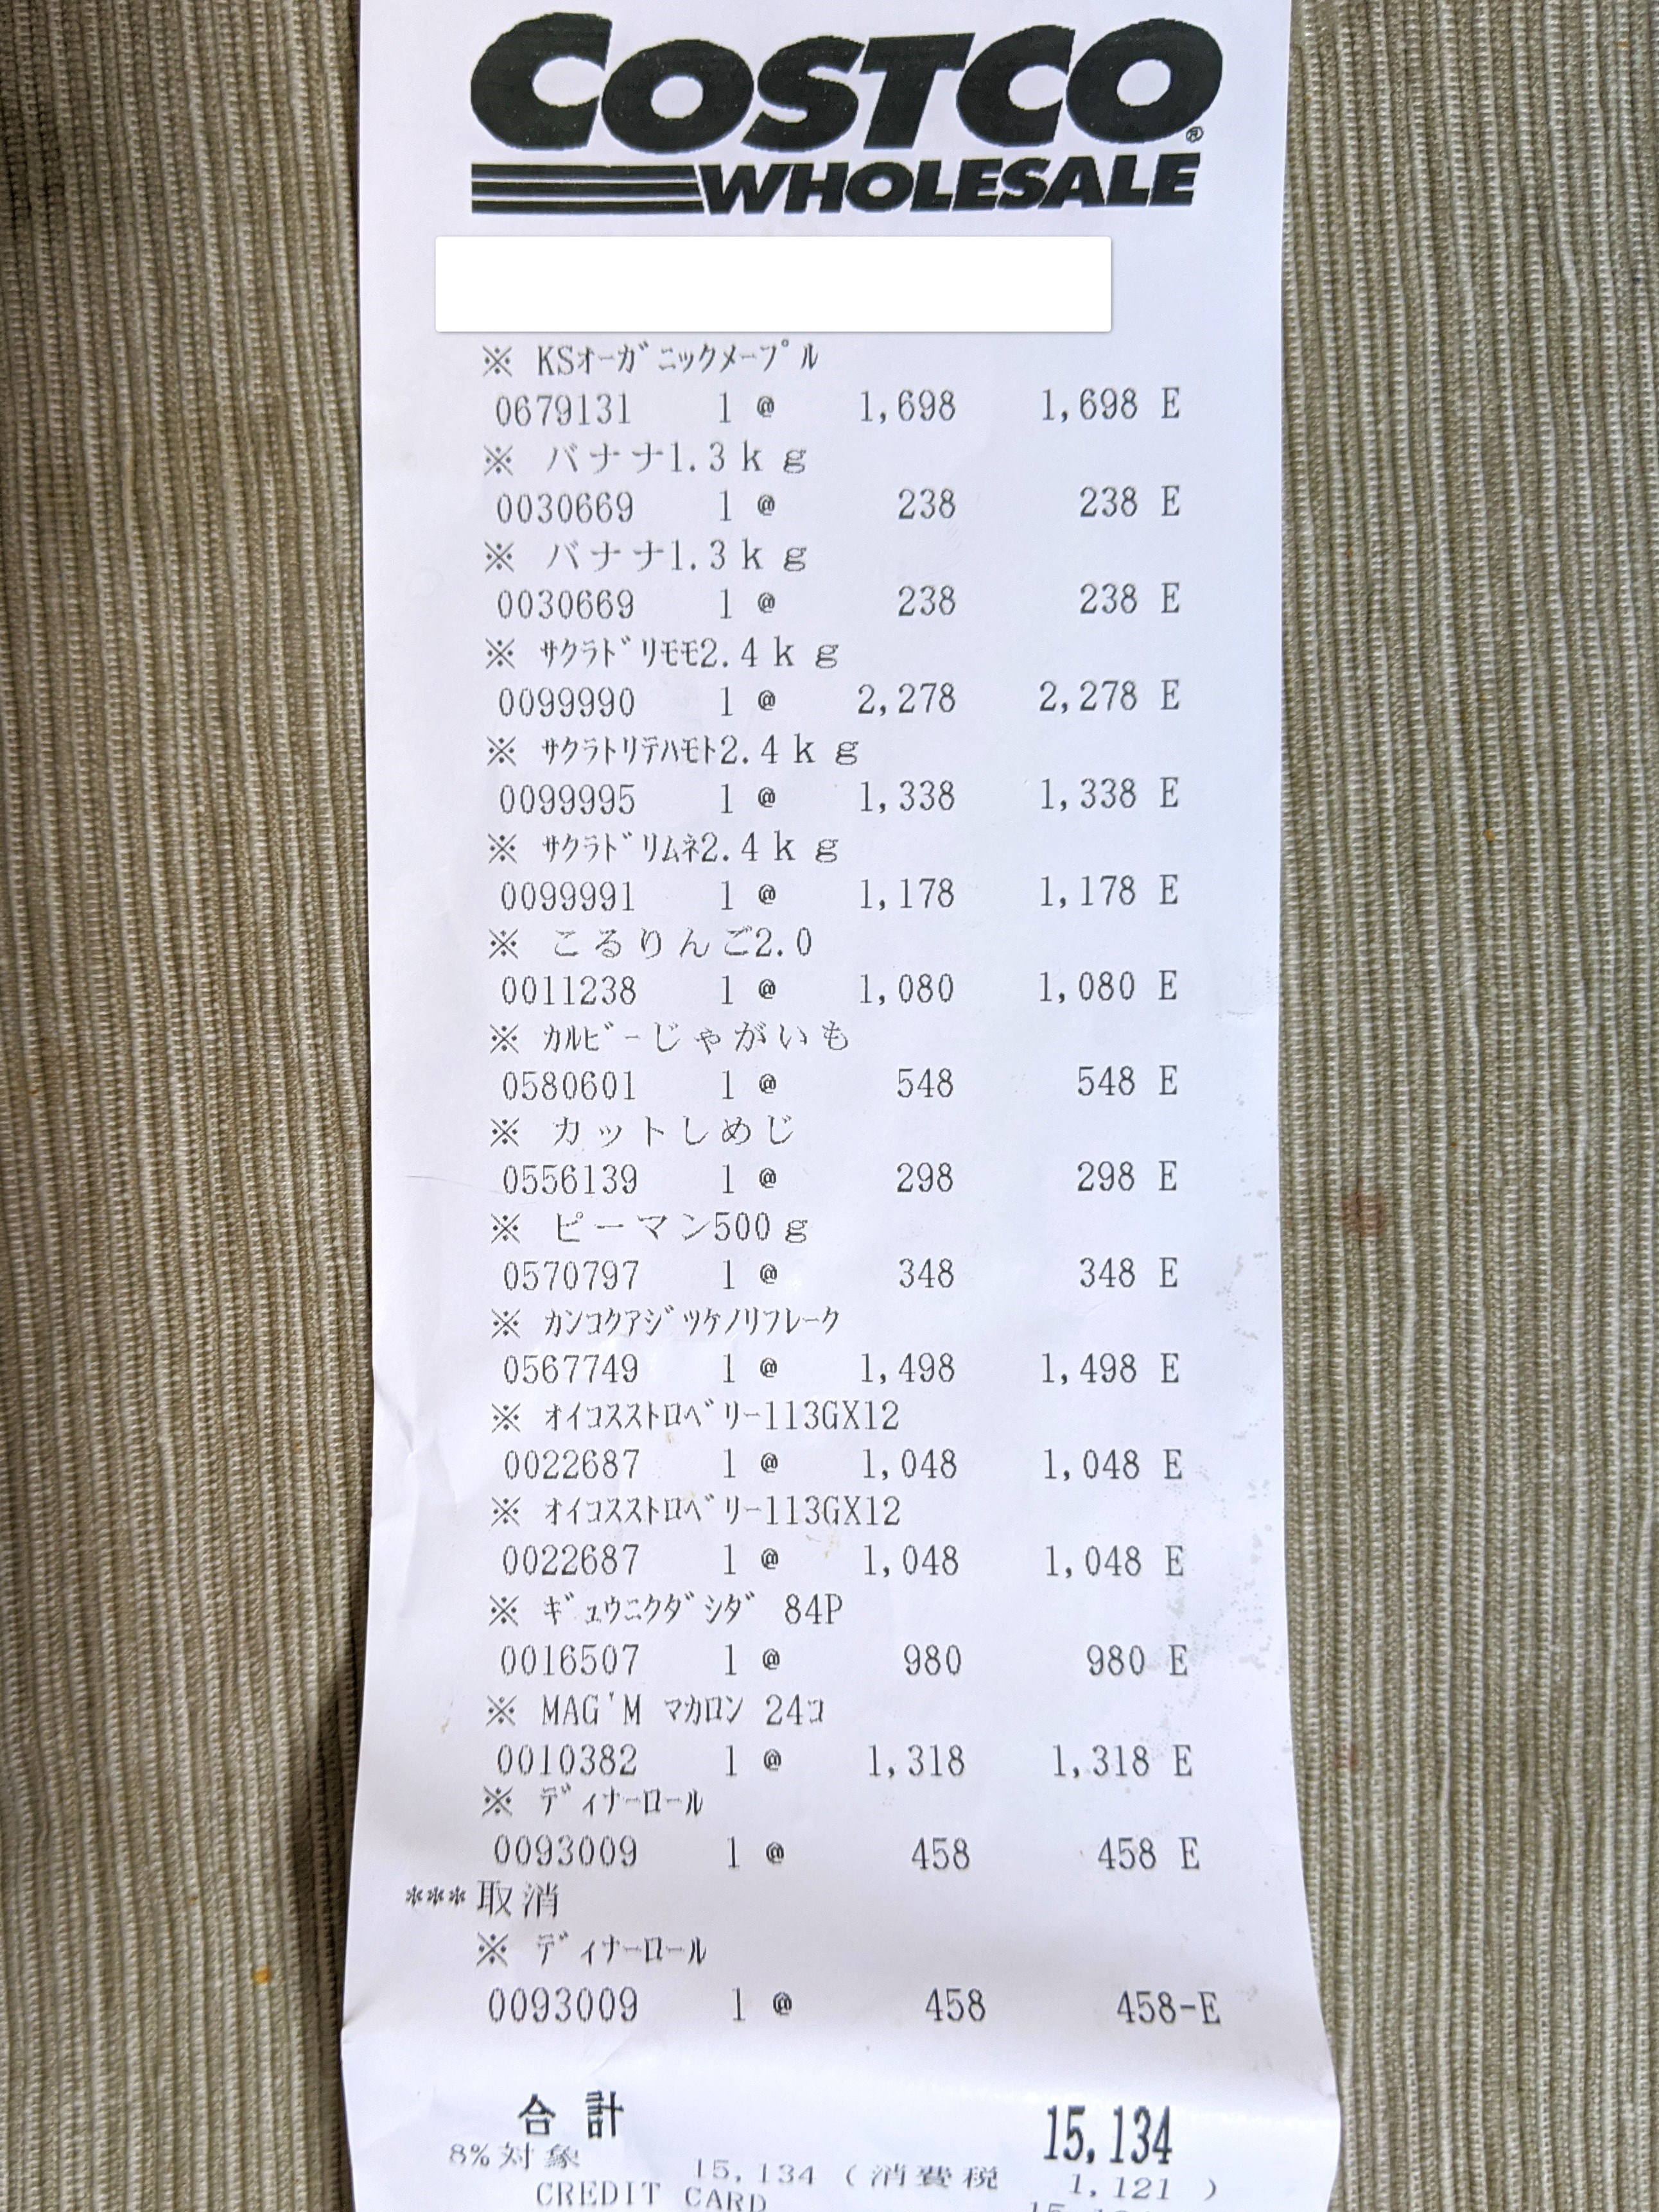 COSTCO
WHOLESALE
※ KSｵｰｶﾞﾆｯｸﾒｰﾌﾟﾙ
0679131 1 @ 1,698 1,698 E
※ バナナ1.3ｋｇ
0030669 1 @ 238 238 E
※ バナナ1.3ｋｇ
0030669 1 @ 238 238 E
※ ｻｸﾗﾄﾞﾘﾓﾓ2.4ｋｇ
0099990 1 @ 2,278 2,278 E
※ ｻｸﾗﾄﾘﾃﾊﾓﾄ2.4ｋｇ
0099995 1 @ 1,338 1,338 E
※ ｻｸﾗﾄﾞﾘﾑﾈ2.4ｋｇ
0099991 1 @ 1,178 1,178 E
※ こるりんご2.0
0011238 1 @ 1,080 1,080 E
※ ｶﾙﾋﾞｰじゃがいも
0580601 1 @ 548 548 E
※ カットしめじ
0556139 1 @ 298 298 E
※ ピーマン500ｇ
0570797 1 @ 348 348 E
※ ｶﾝｺｸｱｼﾞﾂｹﾉﾘﾌﾚｰｸ
0567749 1 @ 1,498 1,498 E
※ ｵｲｺｽｽﾄﾛﾍﾞﾘｰ113GX12
0022687 1 @ 1,048 1,048 E
※ ｵｲｺｽｽﾄﾛﾍﾞﾘｰ113GX12
0022687 1 @ 1,048 1,048 E
※ ｷﾞｭｳﾆｸﾀﾞｼﾀﾞ 84P
0016507 1 @ 980 980 E
※ MAG'M ﾏｶﾛﾝ 24ｺ
0010382 1 @ 1,318 1,318 E
※ ﾃﾞｨﾅｰﾛｰﾙ
0093009 1 @ 458 458 E
***取消
※ ﾃﾞｨﾅｰﾛｰﾙ
0093009 1 @ 458 458-E
合計 15,134
8%対象 15,134 (消費税 1,121 )
CREDIT CARD